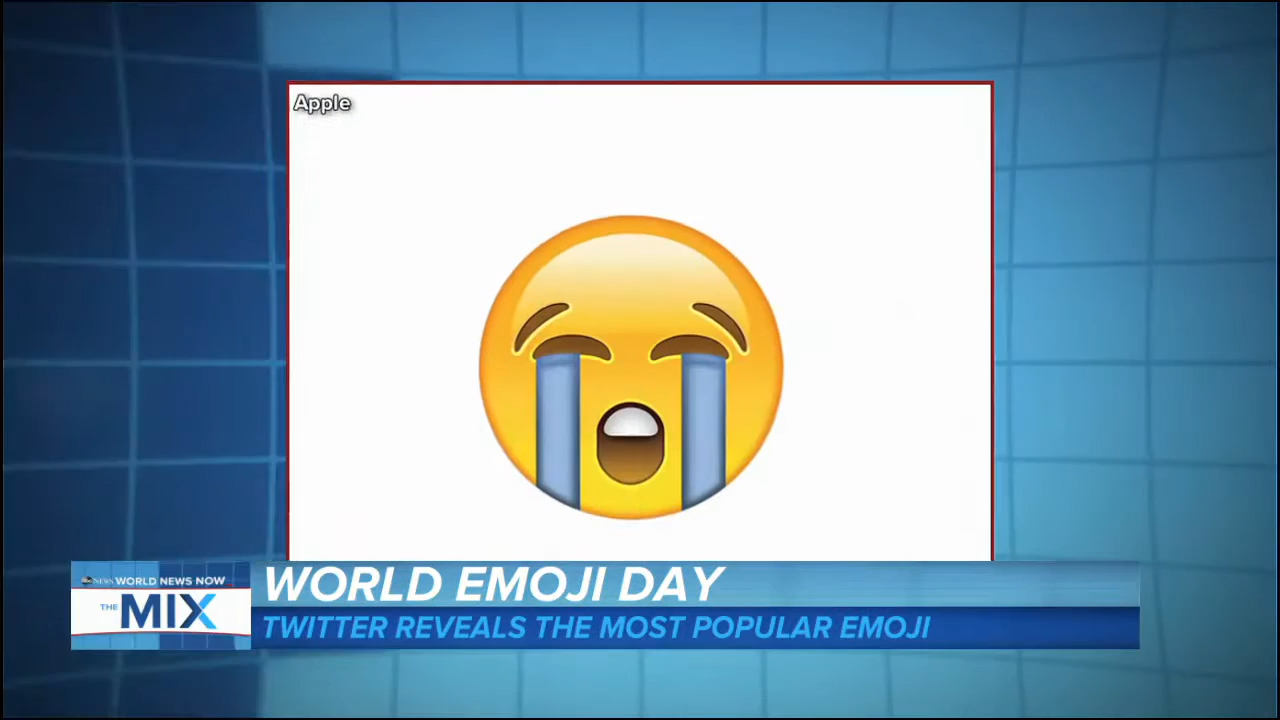 Apple
abc NEWS WORLD NEWS NOW
THE MIX
WORLD EMOJI DAY
TWITTER REVEALS THE MOST POPULAR EMOJI